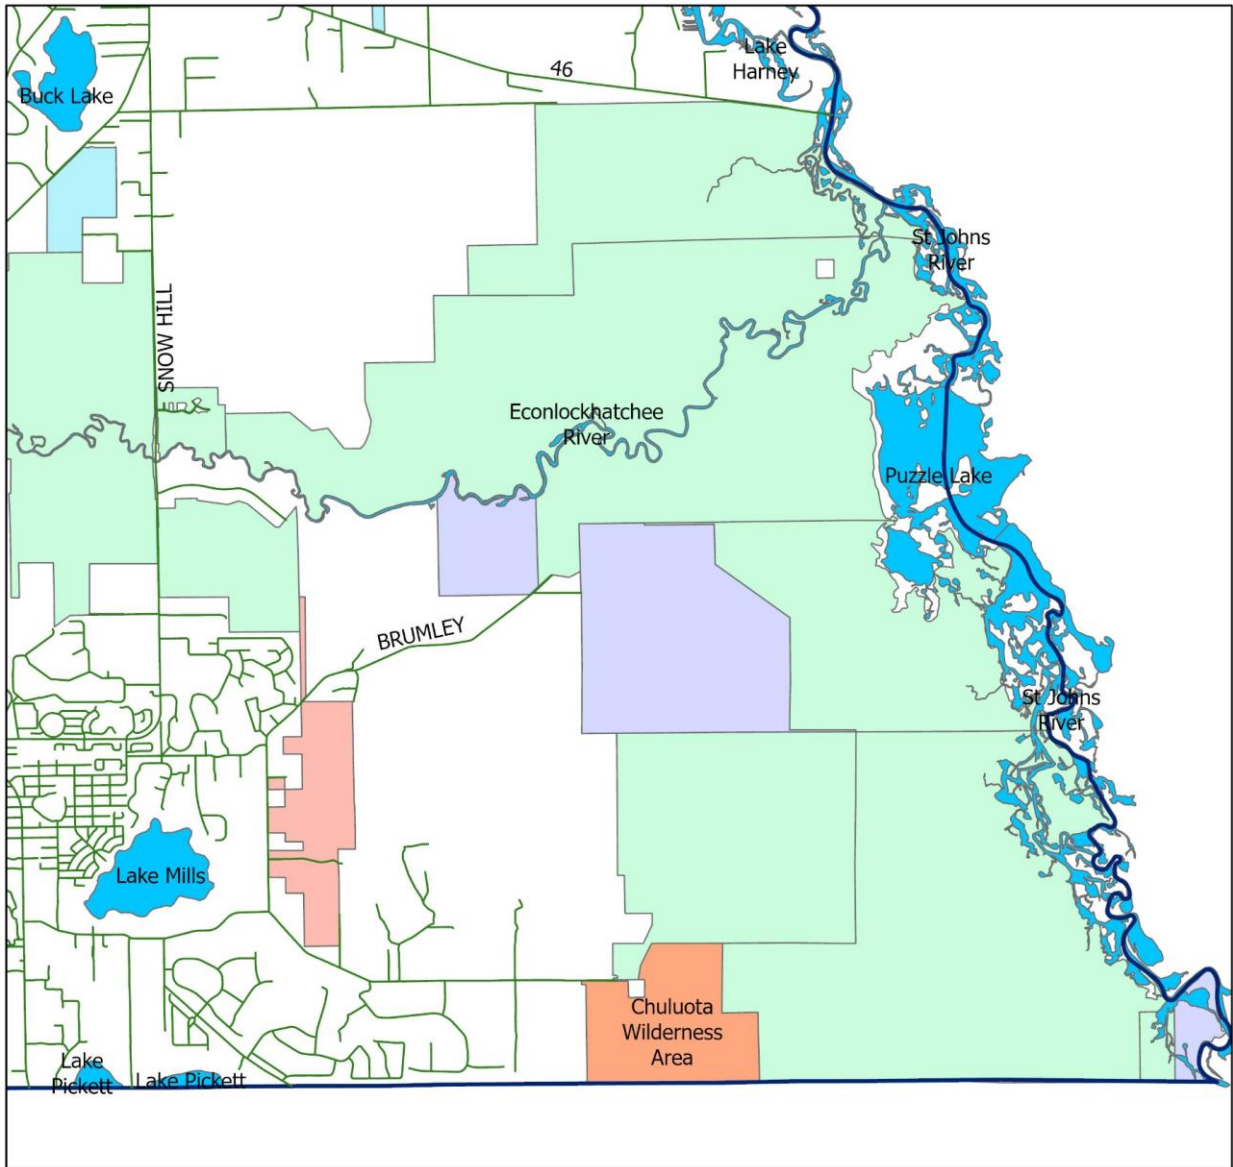 Lake
Harney
46
Buck Lake
St Johns
River
SNOW HILL
Econlockhatchee
River
Puzzle Lake
BRUMLEY
St Johns
River
Lake Mills
Chuluota
Wilderness
Area
Lake
Pickett
Lake Pickett